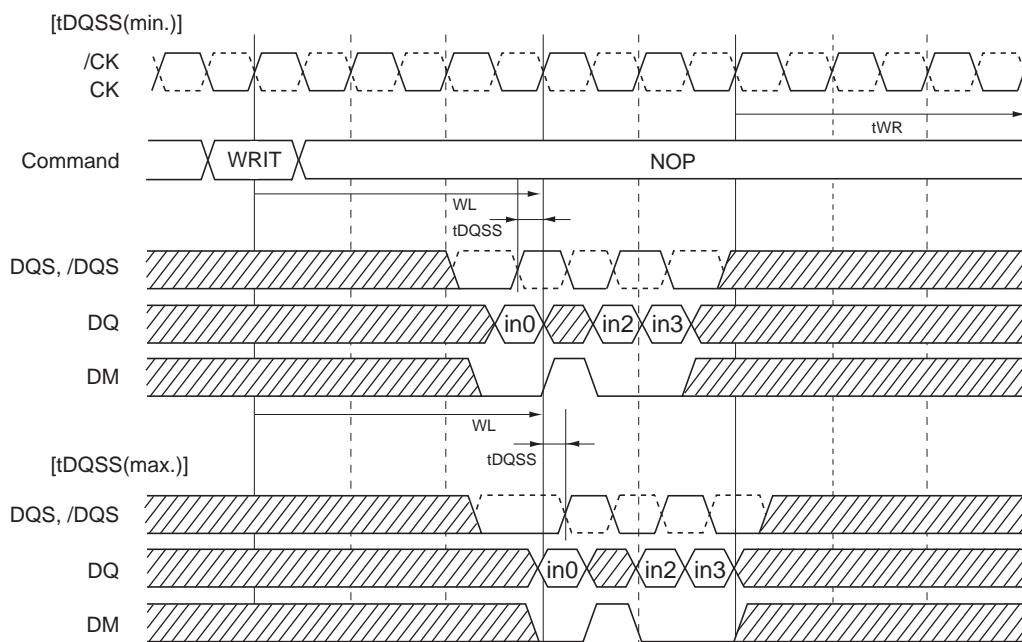 [tDQSS(min.)]
/CK
CK
tWR
Command WRIT NOP
WL
tDQSS
DQS, /DQS
DQ in0 in2 in3
DM
WL
tDQSS
[tDQSS(max.)]
DQS, /DQS
DQ in0 in2 in3
DM